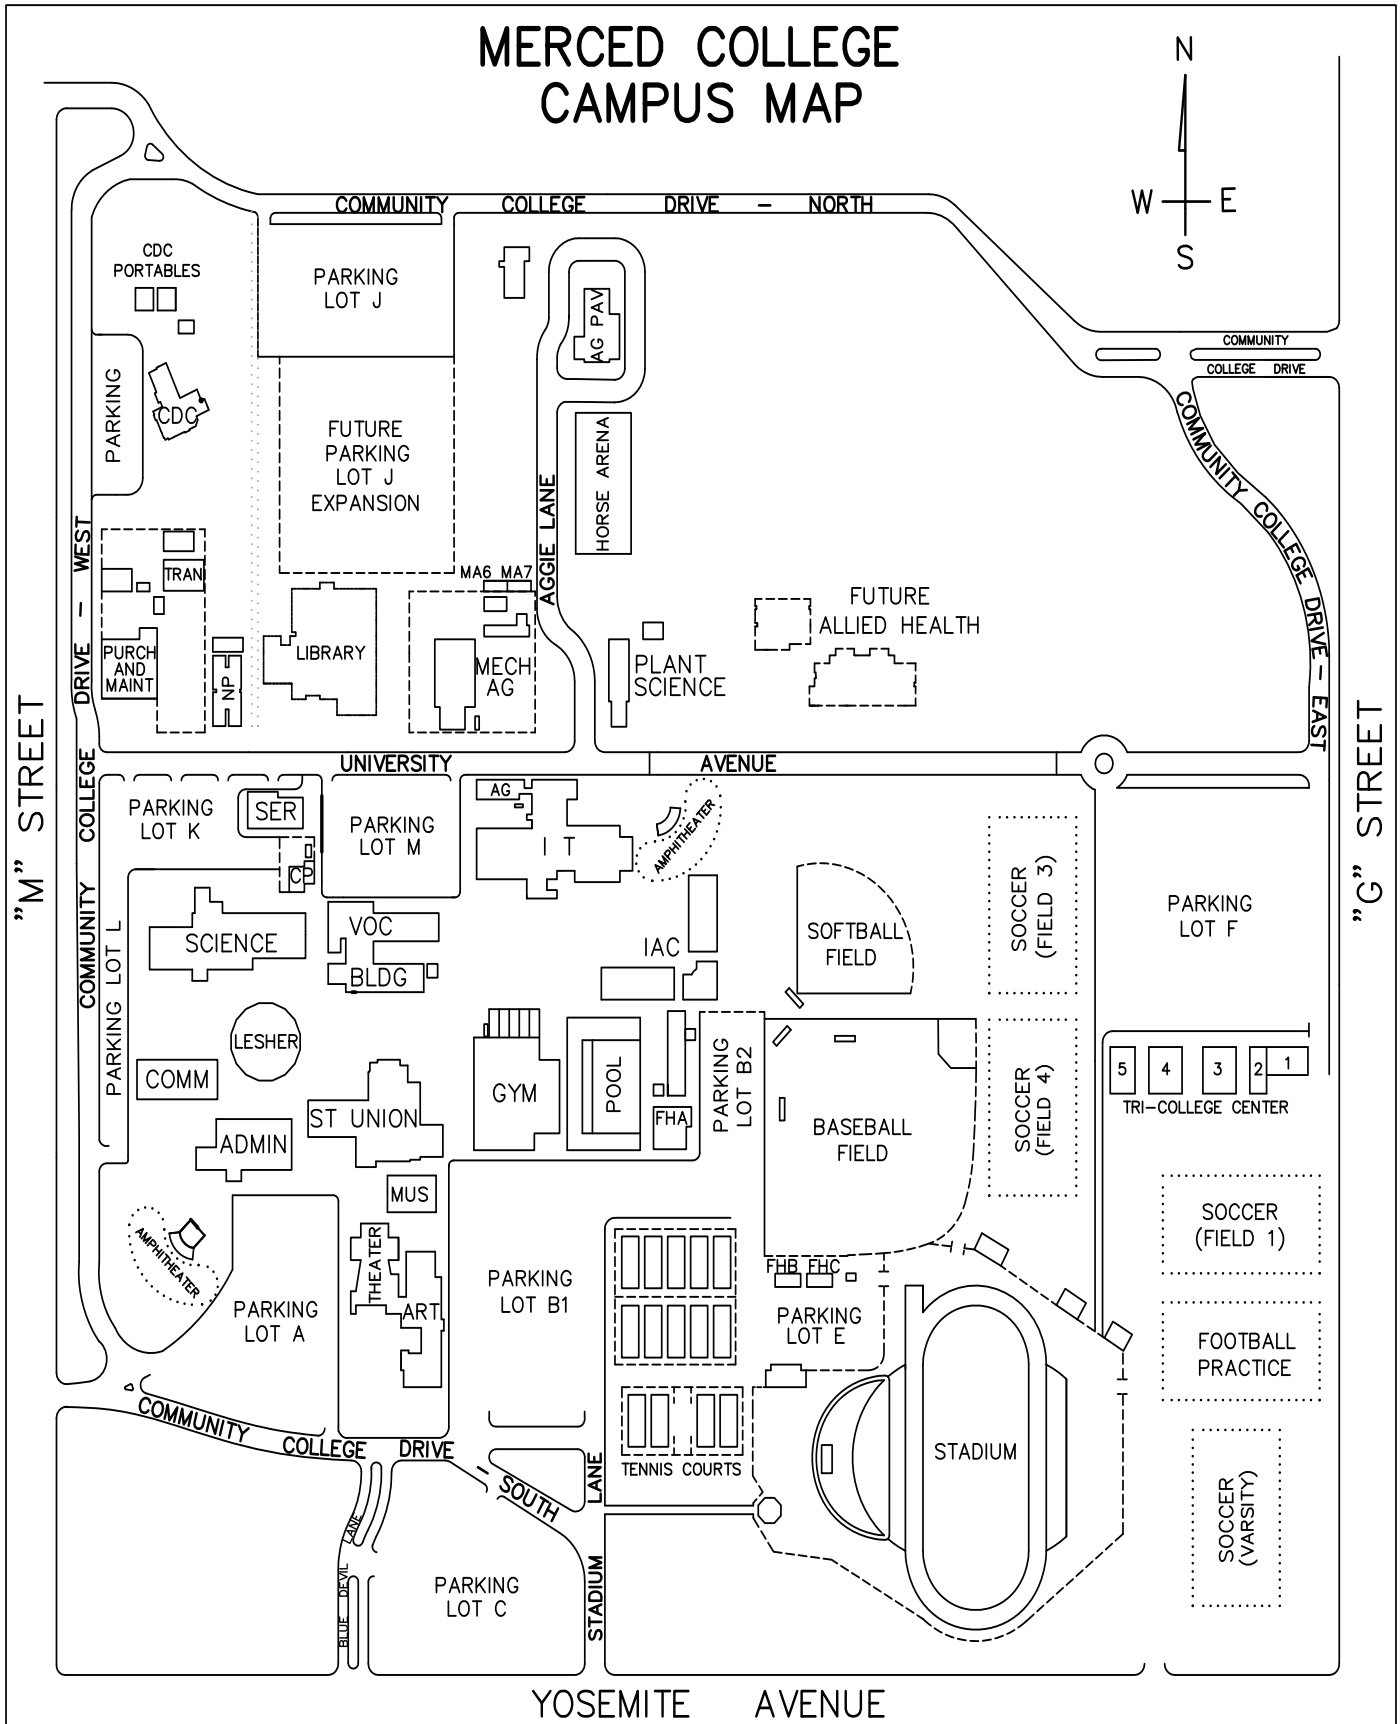 MERCED COLLEGE
CAMPUS MAP
N
W E
S
COMMUNITY COLLEGE DRIVE - NORTH
CDC
PORTABLES
PARKING
LOT J
AG PAV
COMMUNITY
COLLEGE DRIVE
PARKING
CDC
FUTURE
PARKING
LOT J
EXPANSION
HORSE ARENA
AGGIE LANE
COMMUNITY COLLEGE DRIVE - EAST
COMMUNITY COLLEGE DRIVE - WEST
TRAN
MA6 MA7
PURCH
AND
MAINT
NP
LIBRARY
MECH
AG
PLANT
SCIENCE
FUTURE
ALLIED HEALTH
"M" STREET
"G" STREET
UNIVERSITY AVENUE
PARKING
LOT K
SER
CP
PARKING
LOT M
AG
I T
AMPHITHEATER
SOCCER
(FIELD 3)
PARKING
LOT F
PARKING LOT L
SCIENCE
VOC
BLDG
IAC
SOFTBALL
FIELD
LESHER
COMM
ST UNION
GYM
POOL
FHA
PARKING
LOT B2
BASEBALL
FIELD
SOCCER
(FIELD 4)
5 4 3 2 1
TRI-COLLEGE CENTER
ADMIN
MUS
AMPHITHEATER
PARKING
LOT A
THEATER
ART
PARKING
LOT B1
FHB FHC
PARKING
LOT E
SOCCER
(FIELD 1)
FOOTBALL
PRACTICE
COMMUNITY COLLEGE DRIVE - SOUTH
TENNIS COURTS
STADIUM
SOCCER
(VARSITY)
BLUE DEVIL LANE
PARKING
LOT C
STADIUM LANE
YOSEMITE AVENUE